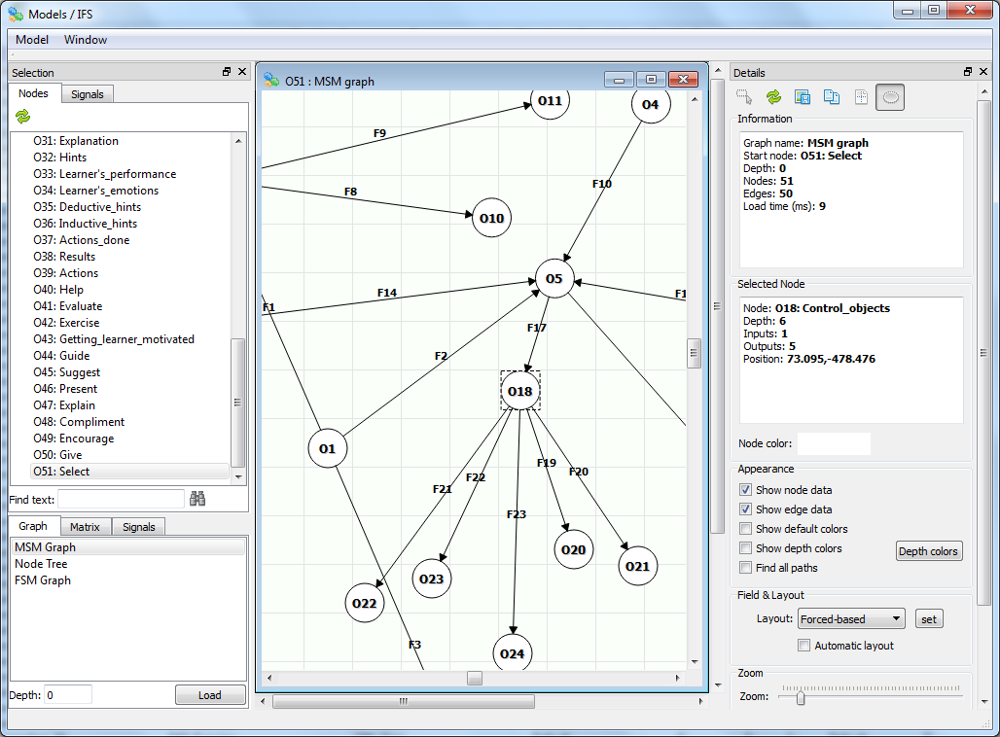 Models / IFS
Model Window
Selection
Nodes Signals
O31: Explanation
O32: Hints
O33: Learner's_performance
O34: Learner's_emotions
O35: Deductive_hints
O36: Inductive_hints
O37: Actions_done
O38: Results
O39: Actions
O40: Help
O41: Evaluate
O42: Exercise
O43: Getting_learner_motivated
O44: Guide
O45: Suggest
O46: Present
O47: Explain
O48: Compliment
O49: Encourage
O50: Give
O51: Select
Find text:
Graph Matrix Signals
MSM Graph
Node Tree
FSM Graph
Depth: 0 Load
O51 : MSM graph
O11
O4
F9
F10
F8
O10
O5
F14
F1
F1
F17
F2
O18
O1
F19
F20
F21
F22
F23
O20
O21
O23
O22
F3
O24
Details
Information
Graph name: MSM graph
Start node: O51: Select
Depth: 0
Nodes: 51
Edges: 50
Load time (ms): 9
Selected Node
Node: O18: Control_objects
Depth: 6
Inputs: 1
Outputs: 5
Position: 73.095,-478.476
Node color:
Appearance
Show node data
Show edge data
Show default colors
Show depth colors Depth colors
Find all paths
Field & Layout
Layout: Forced-based set
Automatic layout
Zoom
Zoom: